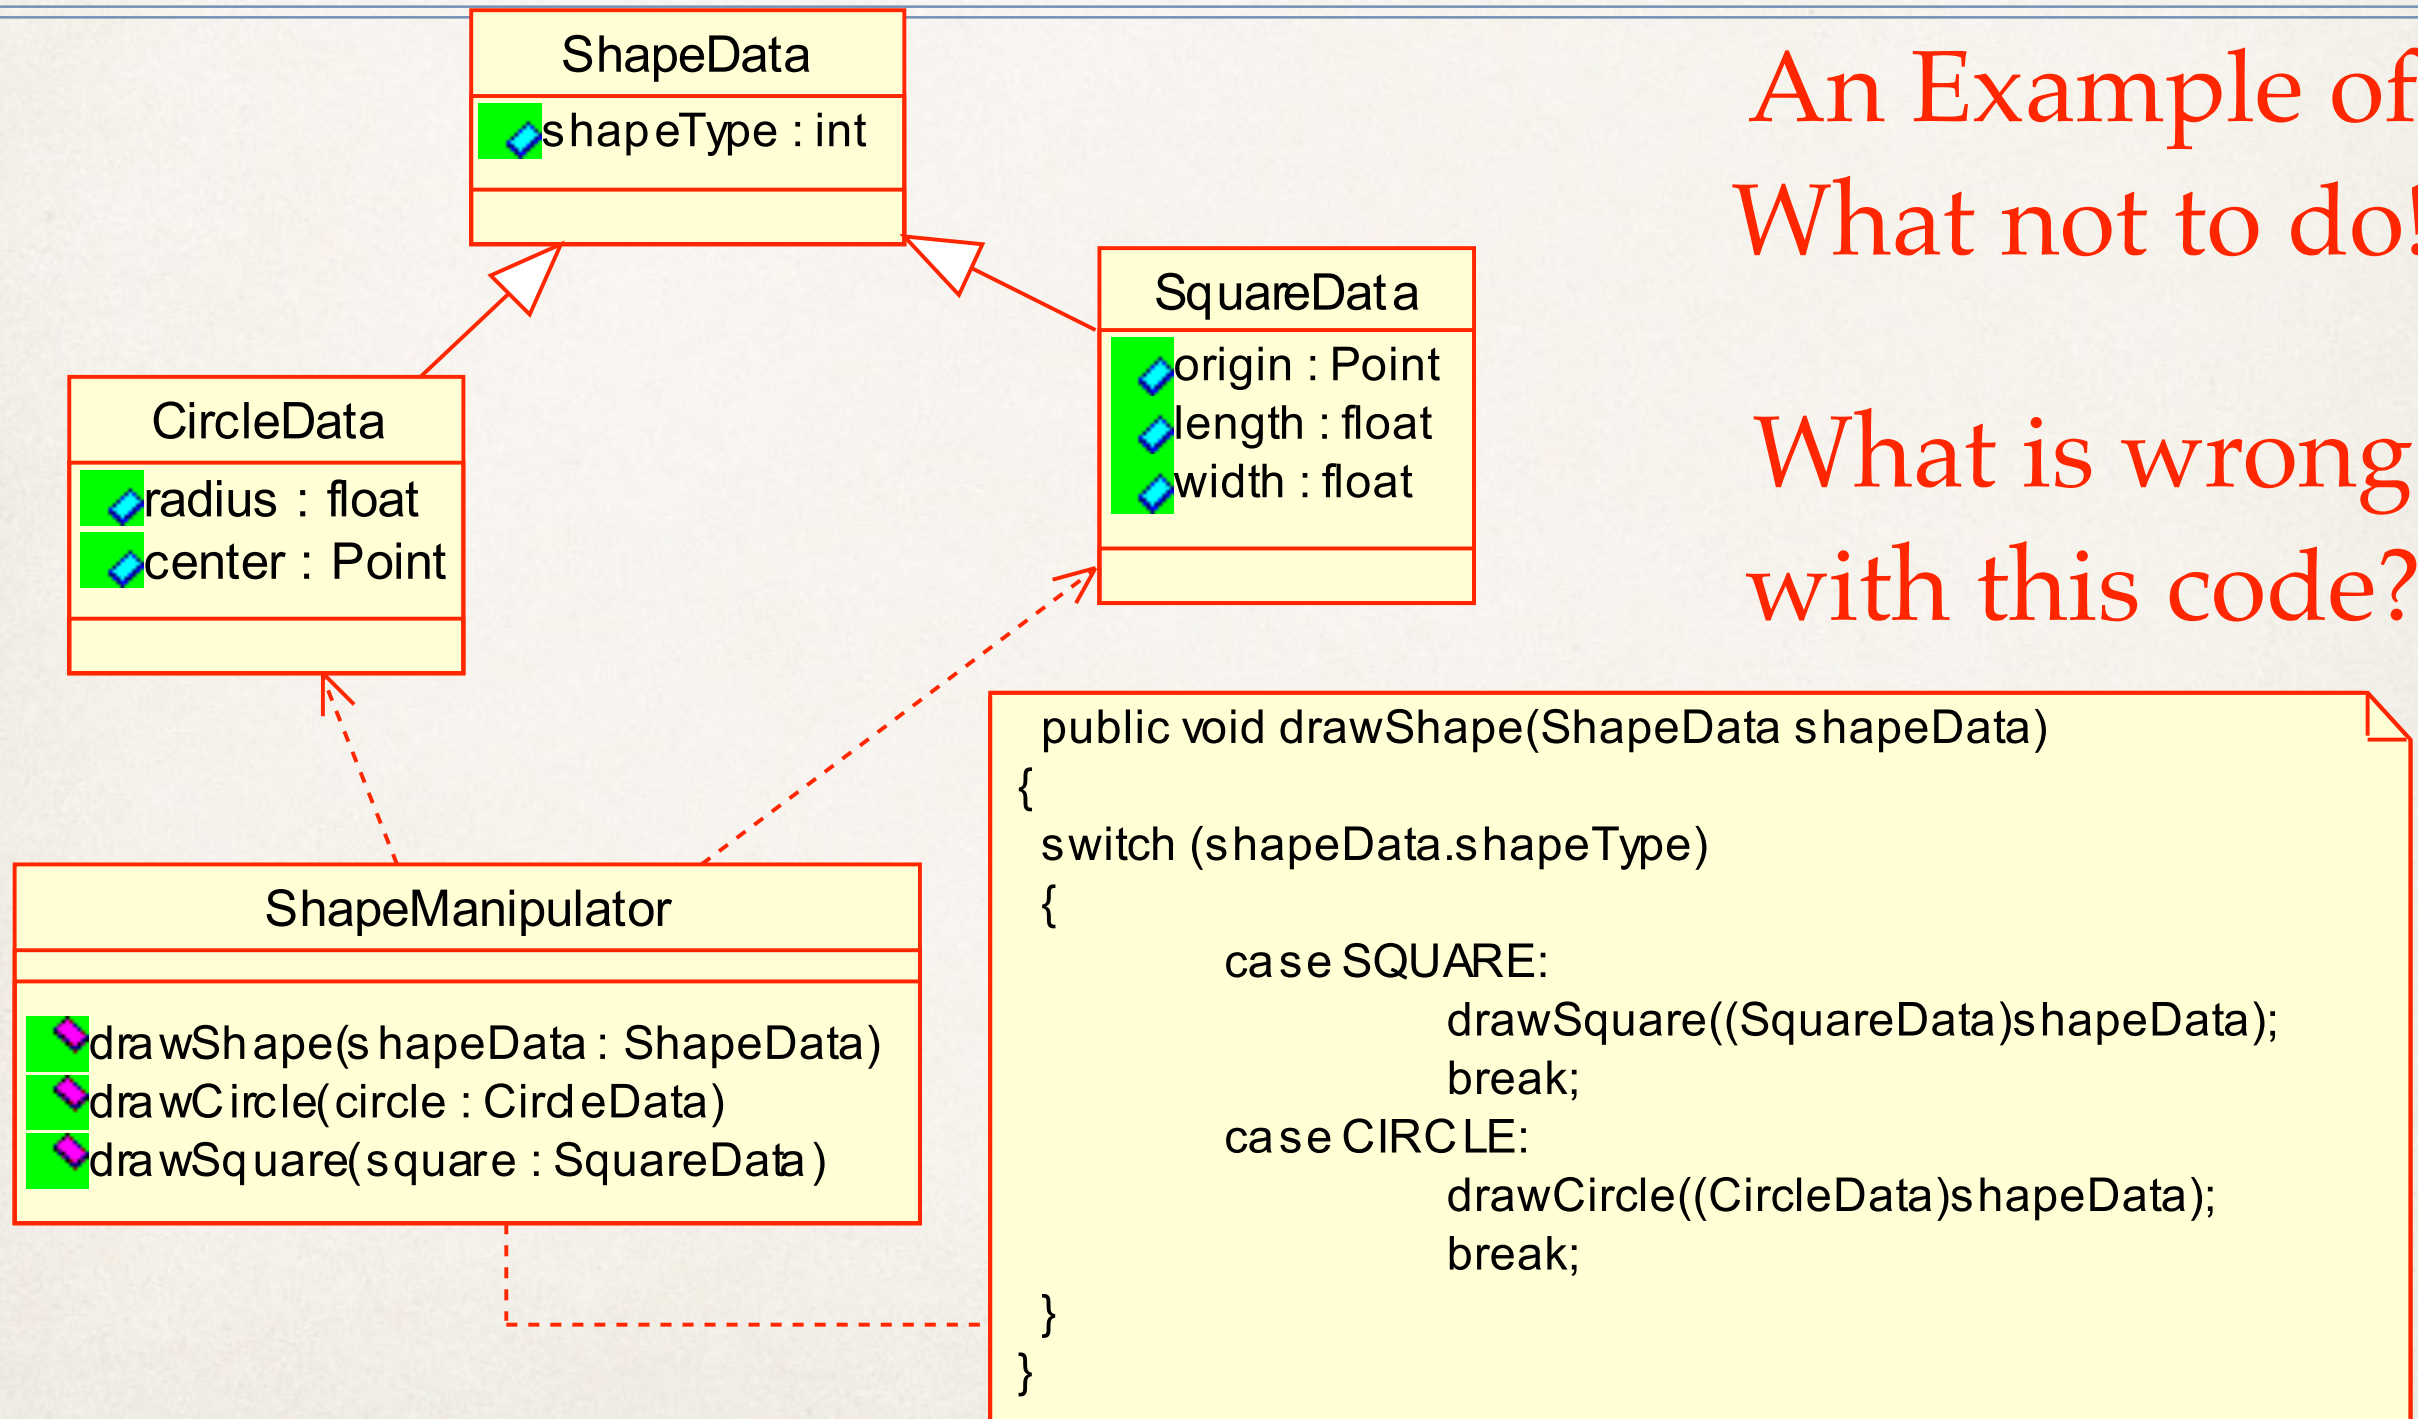 ShapeData
shapeType : int
An Example of
What not to do!
What is wrong
with this code?
SquareData
origin : Point
length : float
width : float
CircleData
radius : float
center : Point
ShapeManipulator
drawShape(shapeData : ShapeData)
drawCircle(circle : CircleData)
drawSquare(square : SquareData)
public void drawShape(ShapeData shapeData)
{
switch (shapeData.shapeType)
{
case SQUARE:
drawSquare((SquareData)shapeData);
break;
case CIRCLE:
drawCircle((CircleData)shapeData);
break;
}
}